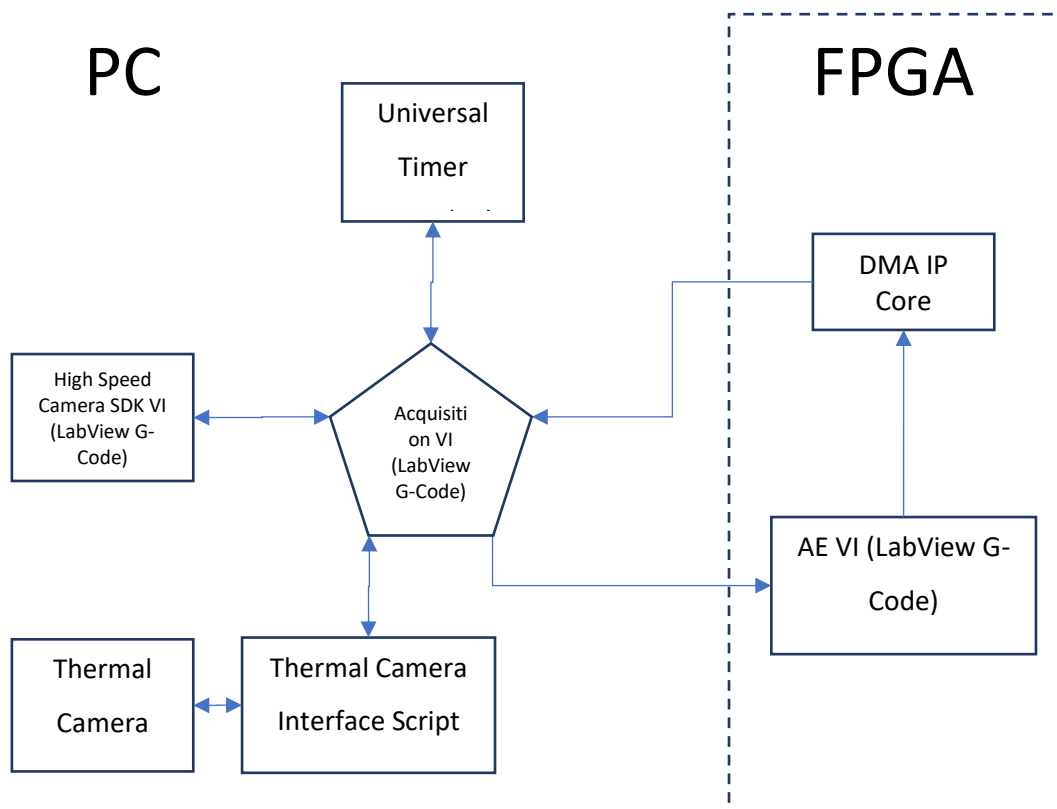 PC
FPGA
Universal
Timer
DMA IP
Core
High Speed
Camera SDK VI
(LabView G-
Code)
Acquisiti
on VI
(LabView
G-Code)
AE VI (LabView G-
Code)
Thermal
Camera
Thermal Camera
Interface Script